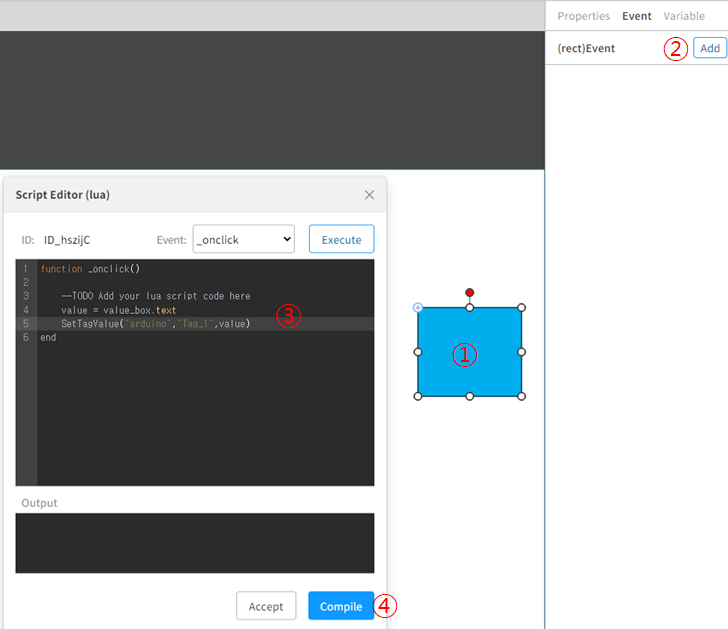 Properties Event Variable
(rect)Event ② Add
Script Editor (lua)
ID: ID_hszijC Event: _onclick Execute
1 function _onclick()
2
3 --TODO Add your lua script code here
4 value = value_box.text
5 SetTagValue("arduino","Tag_1",value)
6 end
③
①
Output
Accept Compile ④